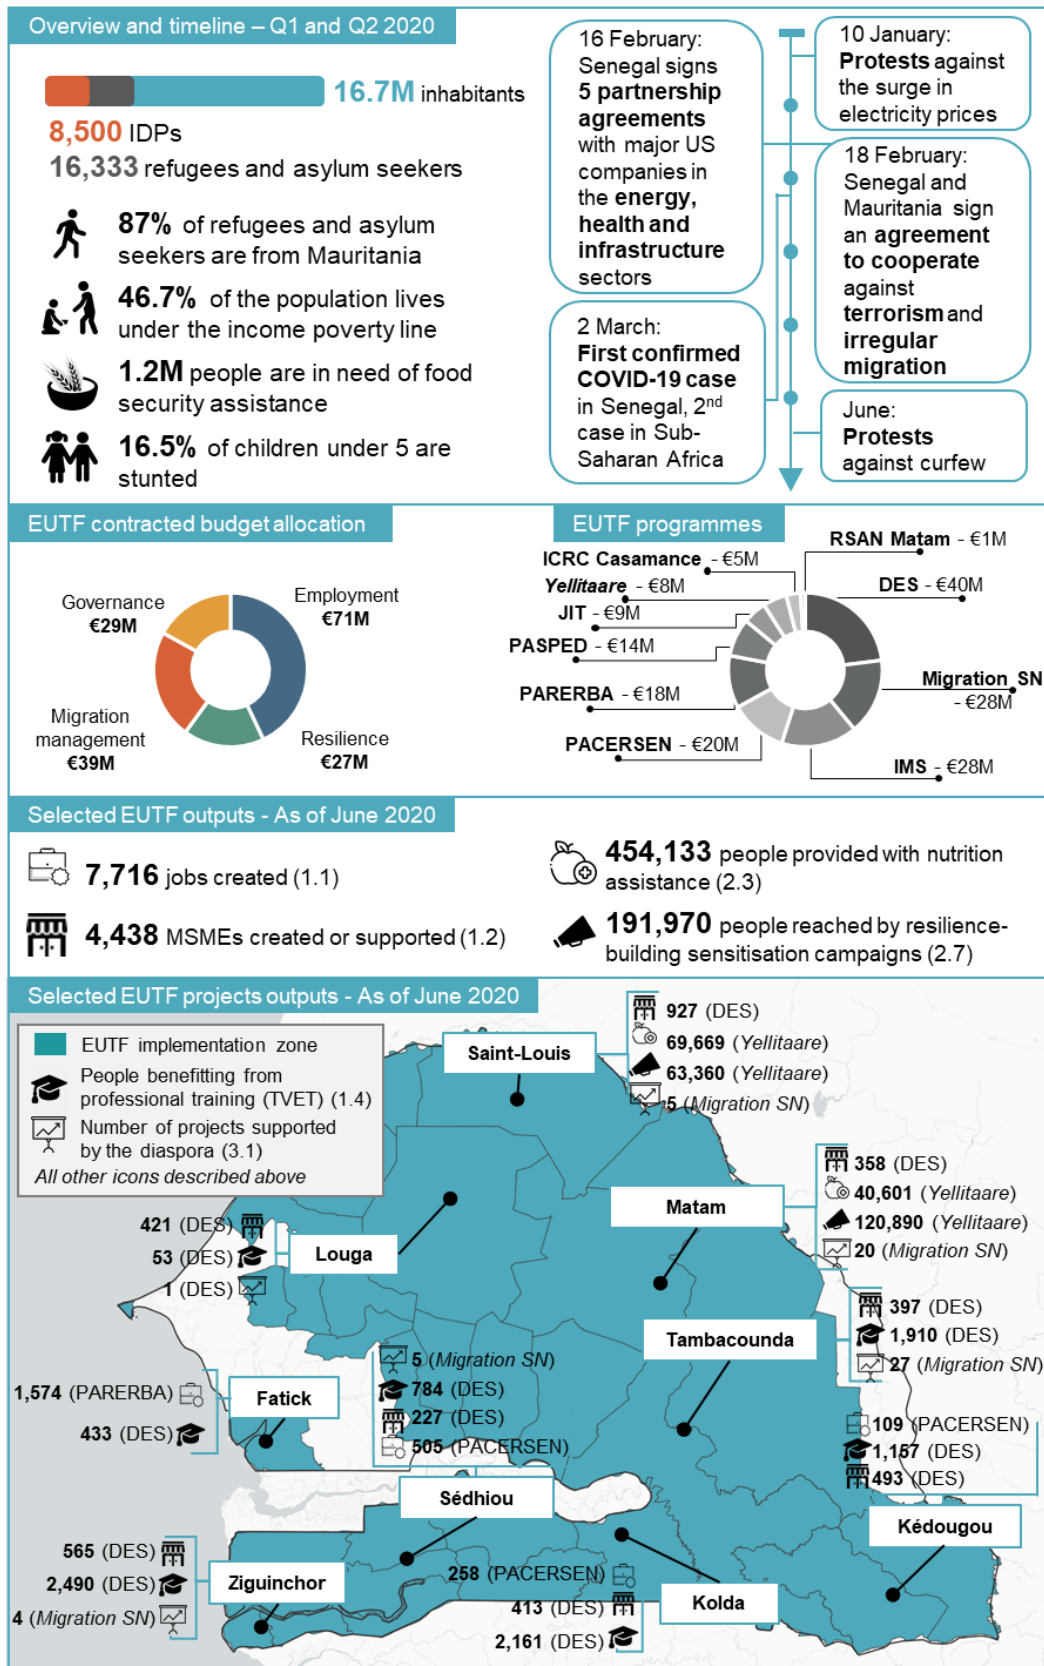 Overview and timeline – Q1 and Q2 2020
16.7M inhabitants
8,500 IDPs
16,333 refugees and asylum seekers
87% of refugees and asylum
seekers are from Mauritania
46.7% of the population lives
under the income poverty line
1.2M people are in need of food
security assistance
16.5% of children under 5 are
stunted
10 January:
Protests against
the surge in
electricity prices
16 February:
Senegal signs
5 partnership
agreements
with major US
companies in
the energy,
health and
infrastructure
sectors
18 February:
Senegal and
Mauritania sign
an agreement
to cooperate
against
terrorism and
irregular
migration
2 March:
First confirmed
COVID-19 case
in Senegal, 2nd
case in Sub-
Saharan Africa
June:
Protests
against curfew
EUTF contracted budget allocation
Governance
€29M
Employment
€71M
Migration
management
€39M
Resilience
€27M
EUTF programmes
RSAN Matam - €1M
ICRC Casamance - €5M
Yellitaare - €8M
JIT - €9M
PASPED - €14M
PARERBA - €18M
PACERSEN - €20M
DES - €40M
Migration SN
- €28M
IMS - €28M
Selected EUTF outputs - As of June 2020
7,716 jobs created (1.1)
4,438 MSMEs created or supported (1.2)
454,133 people provided with nutrition
assistance (2.3)
191,970 people reached by resilience-
building sensitisation campaigns (2.7)
Selected EUTF projects outputs - As of June 2020
EUTF implementation zone
People benefitting from
professional training (TVET) (1.4)
Number of projects supported
by the diaspora (3.1)
All other icons described above
Saint-Louis
927 (DES)
69,669 (Yellitaare)
63,360 (Yellitaare)
5 (Migration SN)
Matam
358 (DES)
40,601 (Yellitaare)
120,890 (Yellitaare)
20 (Migration SN)
421 (DES)
53 (DES)
1 (DES)
Louga
Tambacounda
397 (DES)
1,910 (DES)
27 (Migration SN)
1,574 (PARERBA)
433 (DES)
Fatick
5 (Migration SN)
784 (DES)
227 (DES)
505 (PACERSEN)
Sédhiou
109 (PACERSEN)
1,157 (DES)
493 (DES)
Kédougou
565 (DES)
2,490 (DES)
4 (Migration SN)
Ziguinchor
258 (PACERSEN)
413 (DES)
2,161 (DES)
Kolda